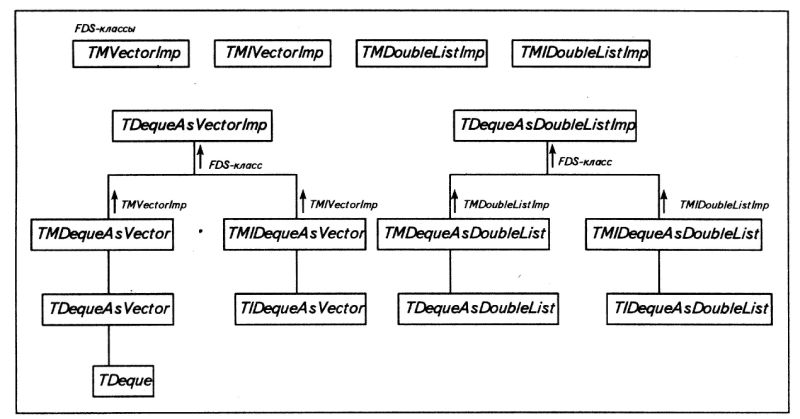 FDS-классы
TMVectorImp TMIVectorImp TMDoubleListImp TMIDoubleListImp
TDequeAsVectorImp TDequeAsDoubleListImp
FDS-класс FDS-класс
TMVectorImp TMIVectorImp TMDoubleListImp TMIDoubleListImp
TMDequeAsVector TMIDequeAsVector TMDequeAsDoubleList TMIDequeAsDoubleList
TDequeAsVector TIDequeAsVector TDequeAsDoubleList TIDequeAsDoubleList
TDeque